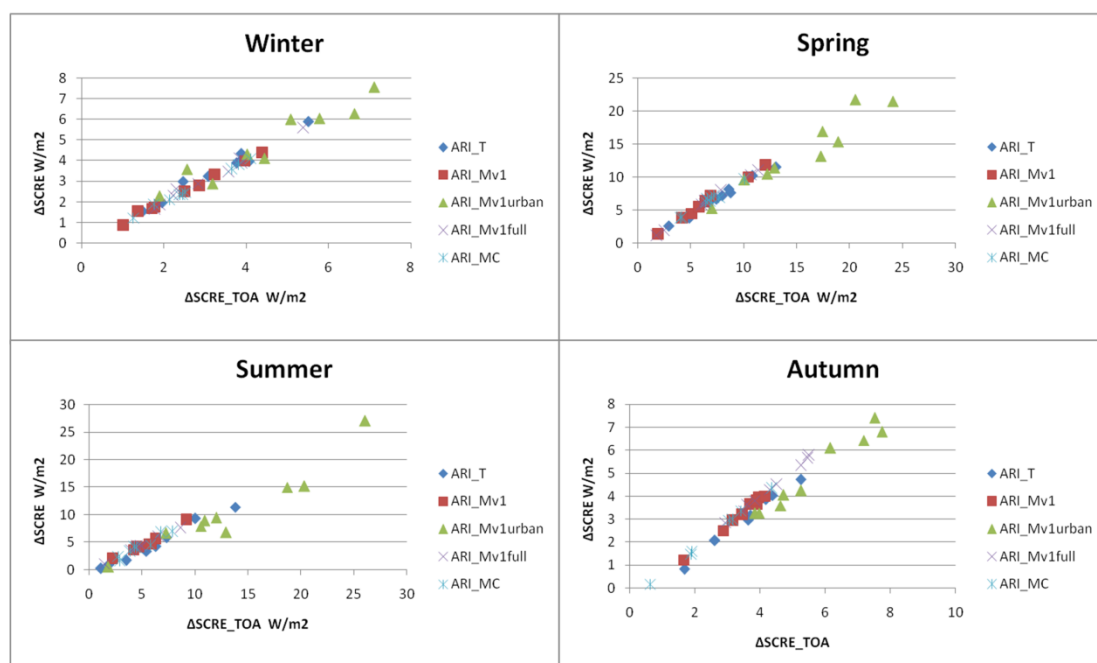 Winter
ΔSCRE W/m2
8
7
6
5
4
3
2
1
0
0 2 4 6 8
ΔSCRE_TOA W/m2
ARI_T
ARI_Mv1
ARI_Mv1urban
ARI_Mv1full
ARI_MC
Spring
ΔSCRE W/m2
25
20
15
10
5
0
0 5 10 15 20 25 30
ΔSCRE_TOA W/m2
ARI_T
ARI_Mv1
ARI_Mv1urban
ARI_Mv1full
ARI_MC
Summer
ΔSCRE W/m2
30
25
20
15
10
5
0
0 5 10 15 20 25 30
ΔSCRE_TOA W/m2
ARI_T
ARI_Mv1
ARI_Mv1urban
ARI_Mv1full
ARI_MC
Autumn
ΔSCRE W/m2
8
7
6
5
4
3
2
1
0
0 2 4 6 8 10
ΔSCRE_TOA
ARI_T
ARI_Mv1
ARI_Mv1urban
ARI_Mv1full
ARI_MC